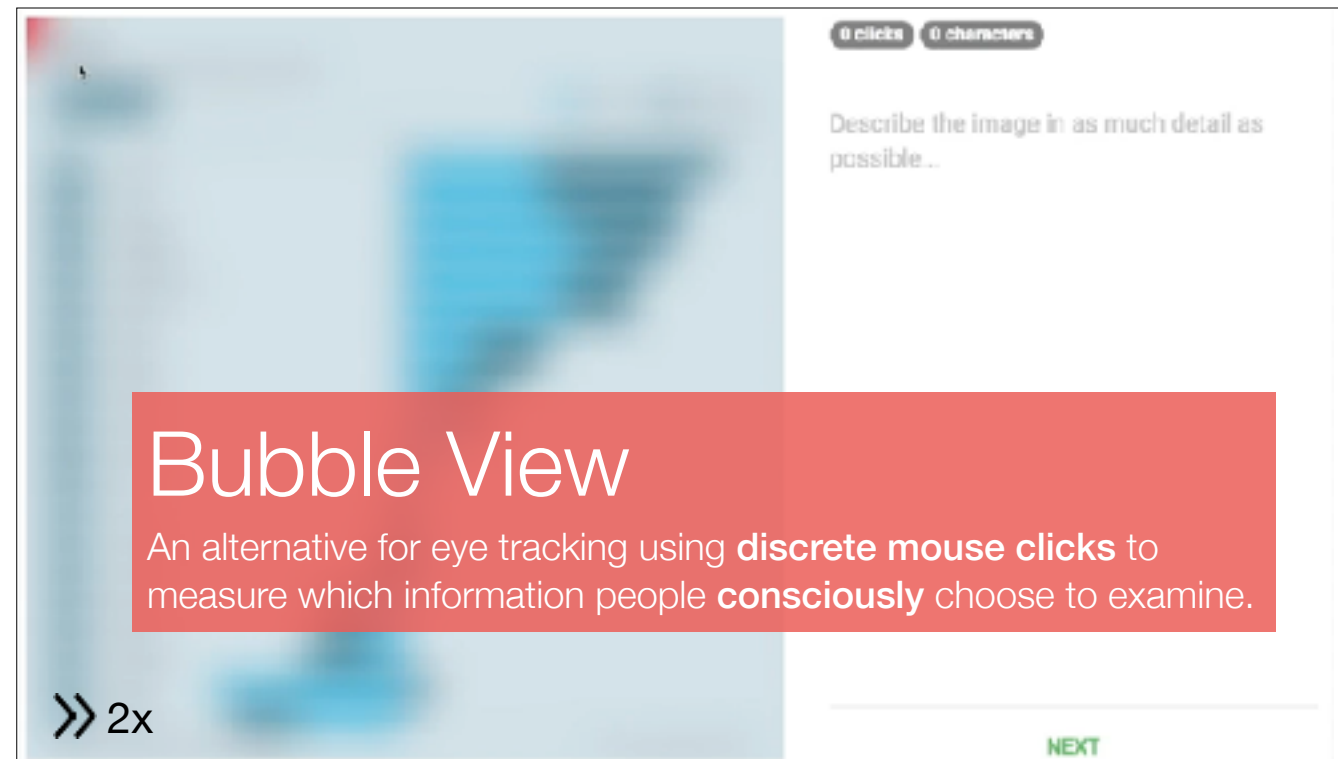 0 clicks 0 characters
Describe the image in as much detail as
possible...
Bubble View
An alternative for eye tracking using discrete mouse clicks to
measure which information people consciously choose to examine.
2x
NEXT